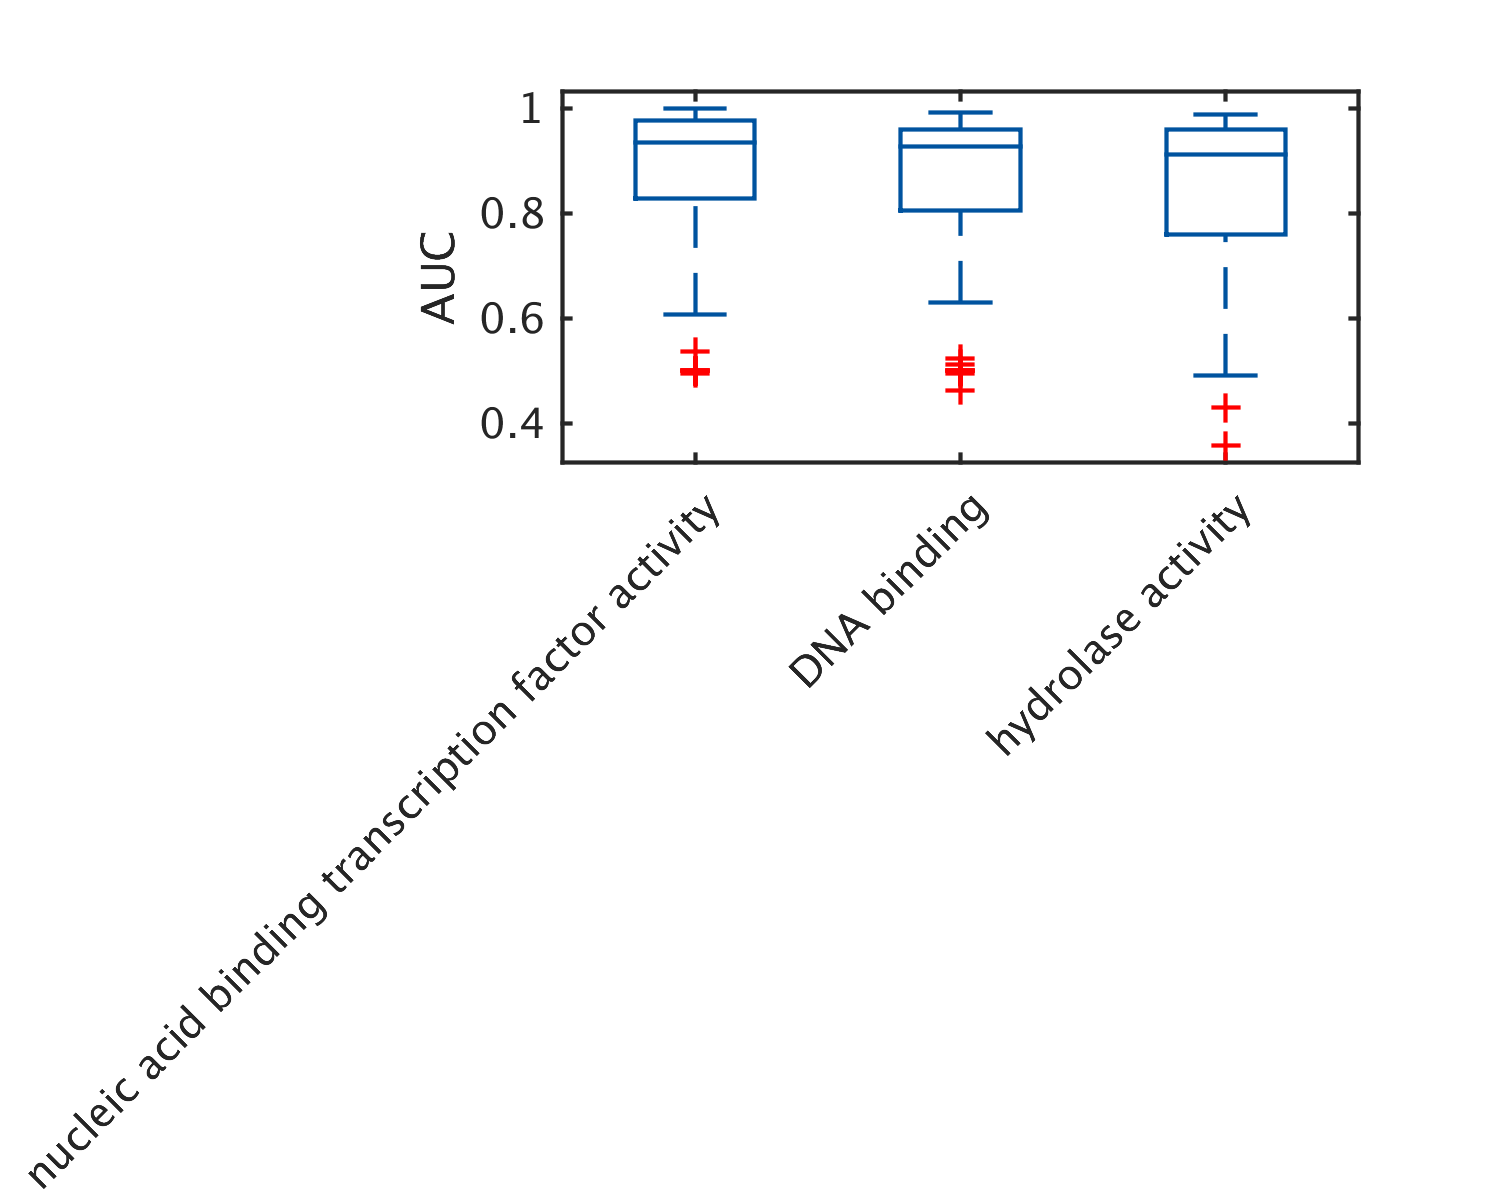 1
0.8
0.6
0.4
AUC
nucleic acid binding transcription factor activity
DNA binding
hydrolase activity